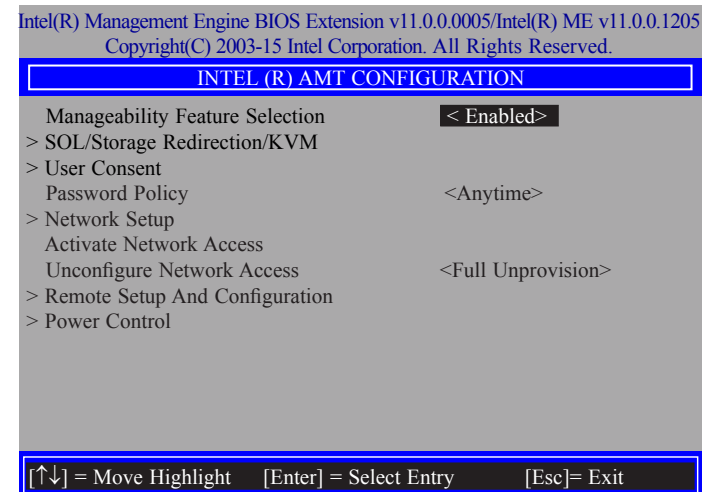 Intel(R) Management Engine BIOS Extension v11.0.0.0005/Intel(R) ME v11.0.0.1205
Copyright(C) 2003-15 Intel Corporation. All Rights Reserved.
INTEL (R) AMT CONFIGURATION
Manageability Feature Selection < Enabled>
> SOL/Storage Redirection/KVM
> User Consent
Password Policy <Anytime>
> Network Setup
Activate Network Access
Unconfigure Network Access <Full Unprovision>
> Remote Setup And Configuration
> Power Control
[↑↓] = Move Highlight [Enter] = Select Entry [Esc]= Exit